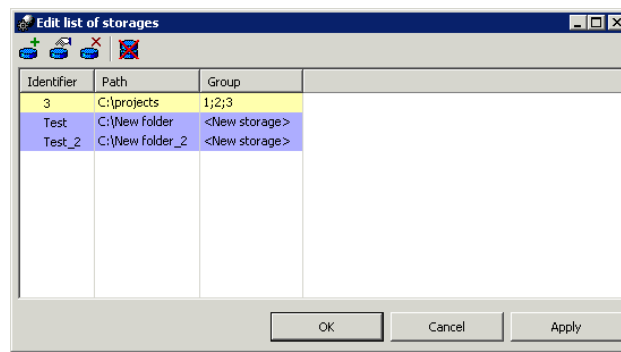 Edit list of storages
Identifier Path Group
3 C:\projects 1;2;3
Test C:\New folder <New storage>
Test_2 C:\New folder_2 <New storage>
OK Cancel Apply